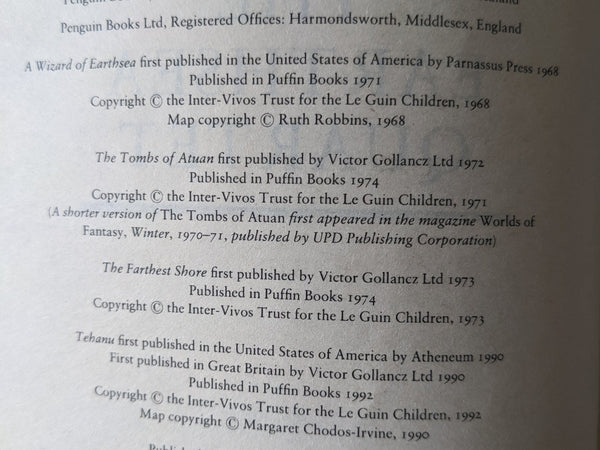 Penguin Books Ltd, Registered Offices: Harmondsworth, Middlesex, England
A Wizard of Earthsea first published in the United States of America by Parnassus Press 1968
Published in Puffin Books 1971
Copyright © the Inter-Vivos Trust for the Le Guin Children, 1968
Map copyright © Ruth Robbins, 1968
The Tombs of Atuan first published by Victor Gollancz Ltd 1972
Published in Puffin Books 1974
Copyright © the Inter-Vivos Trust for the Le Guin Children, 1971
(A shorter version of The Tombs of Atuan first appeared in the magazine Worlds of
Fantasy, Winter, 1970–71, published by UPD Publishing Corporation)
The Farthest Shore first published by Victor Gollancz Ltd 1973
Published in Puffin Books 1974
Copyright © the Inter-Vivos Trust for the Le Guin Children, 1973
Tehanu first published in the United States of America by Atheneum 1990
First published in Great Britain by Victor Gollancz Ltd 1990
Published in Puffin Books 1992
Copyright © the Inter-Vivos Trust for the Le Guin Children, 1992
Map copyright © Margaret Chodos-Irvine, 1990